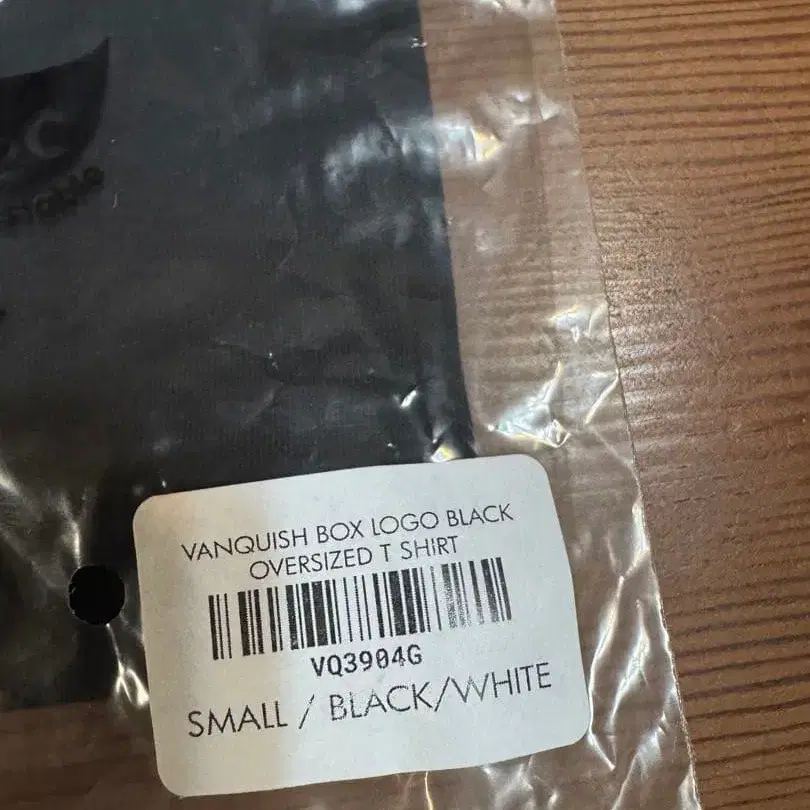 VANQUISH BOX LOGO BLACK
OVERSIZED T SHIRT
VQ3904G
SMALL / BLACK/WHITE